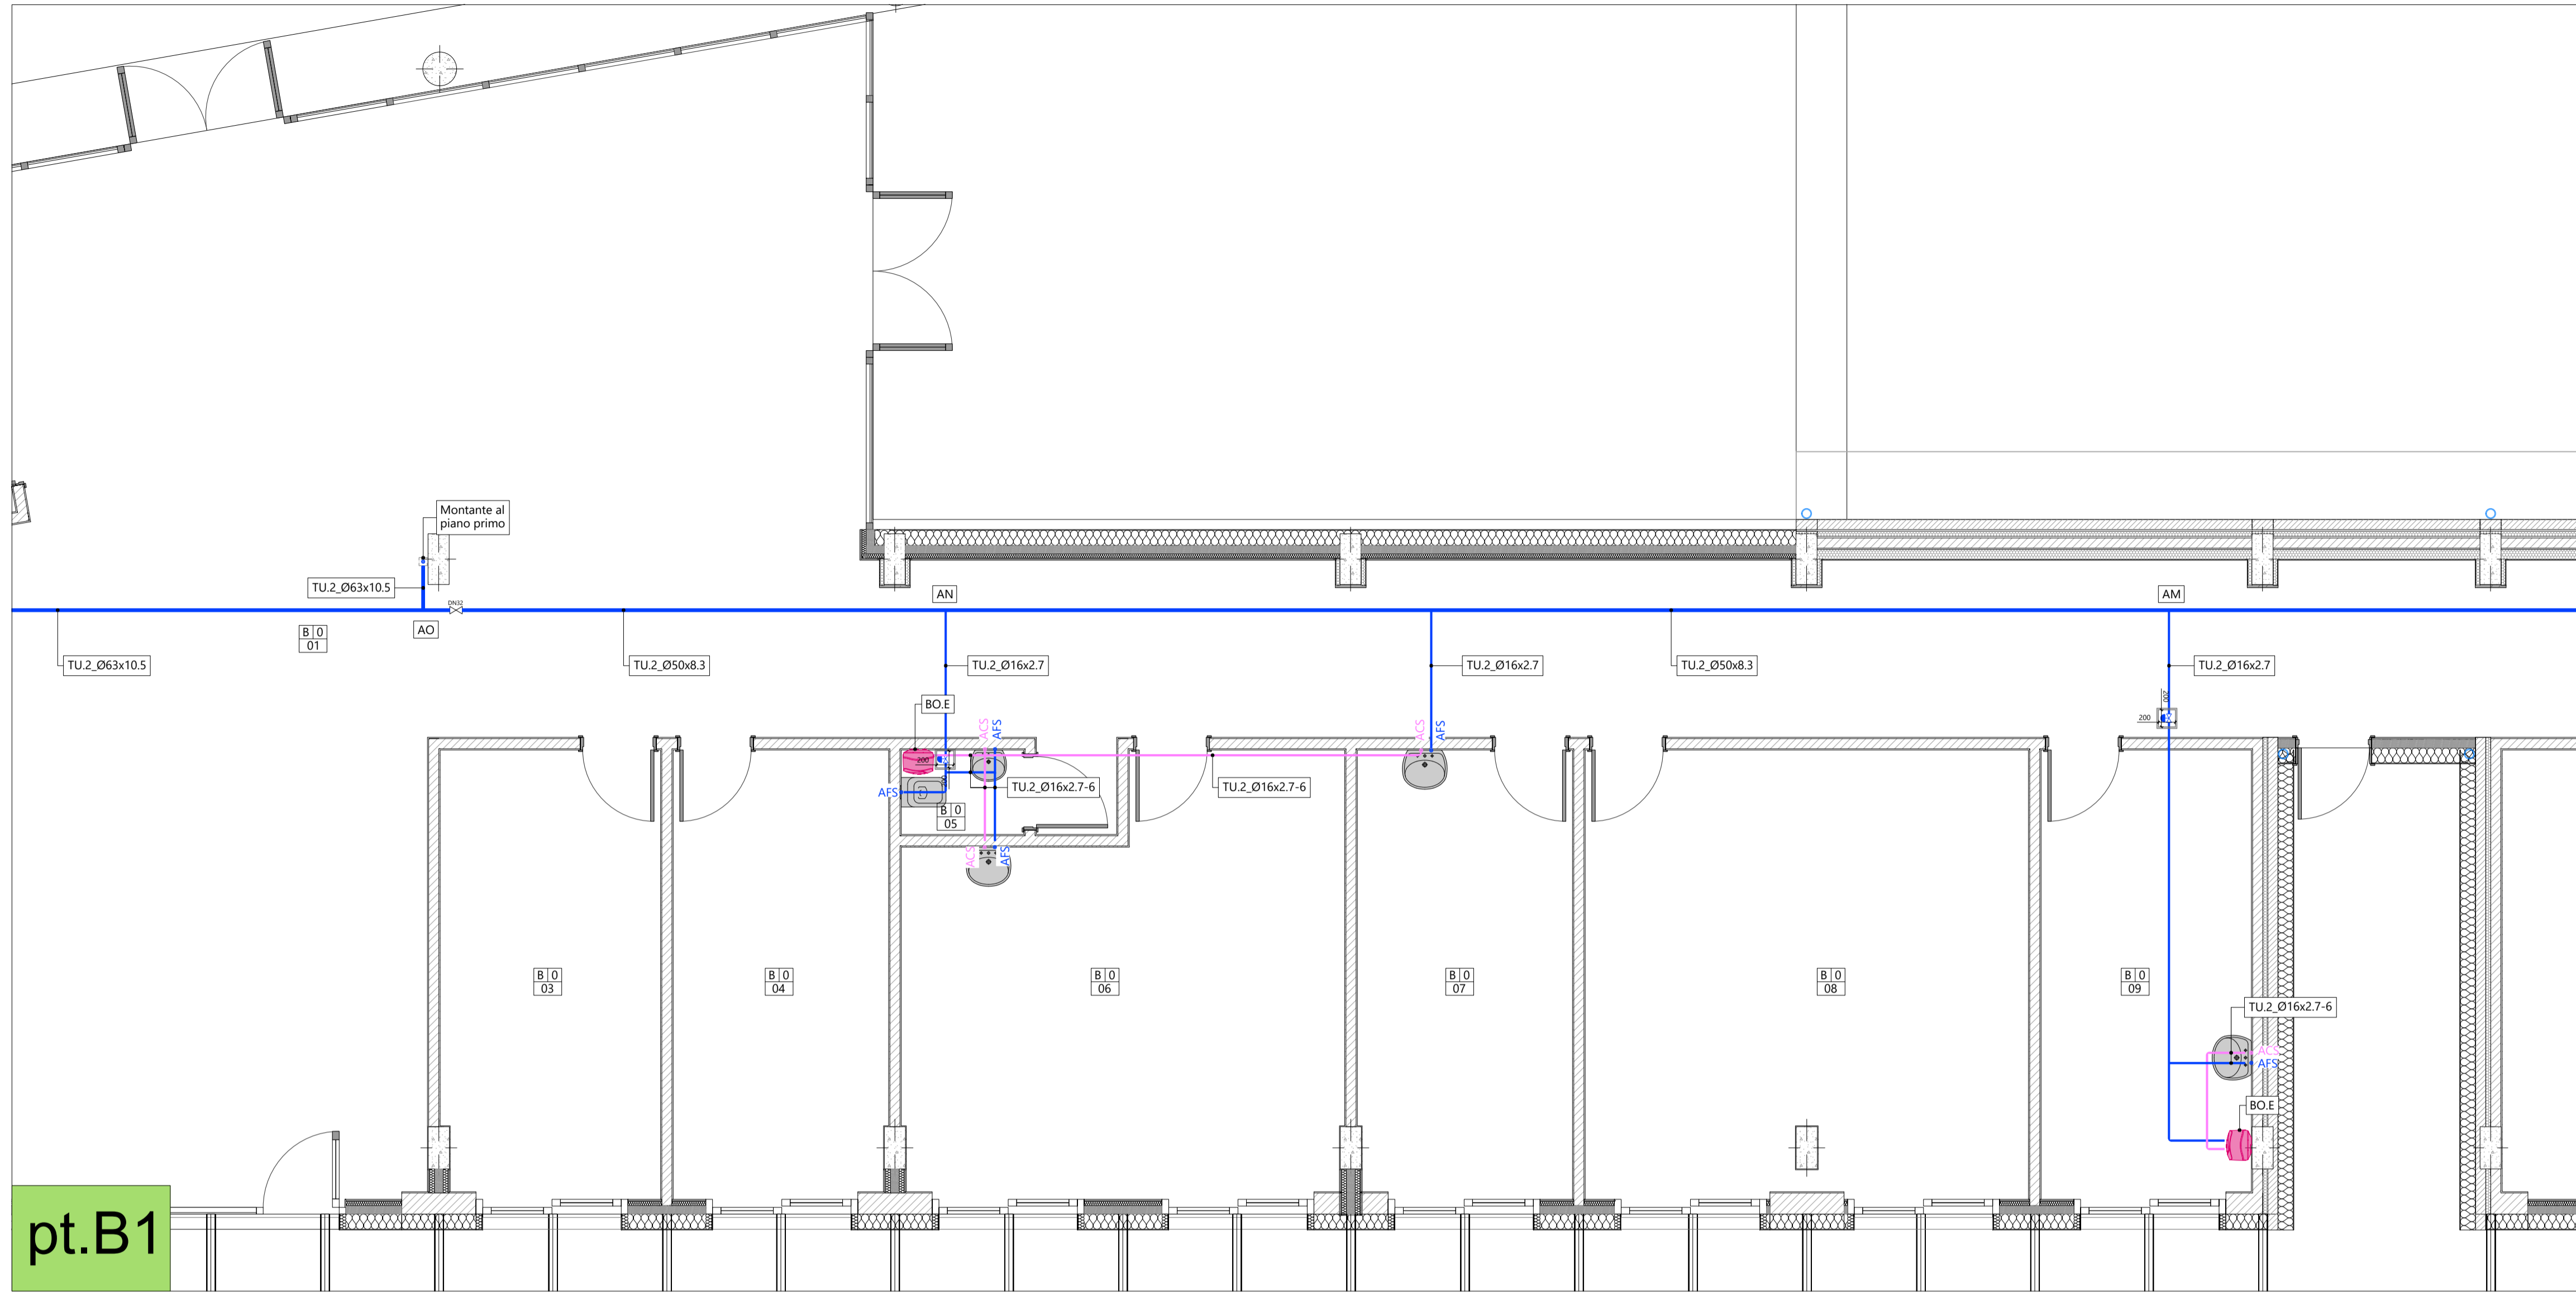 Montante al
piano primo
TU.2_Ø63x10.5
DN32
AN
AM
AO
B 0
01
TU.2_Ø63x10.5
TU.2_Ø50x8.3
TU.2_Ø16x2.7
TU.2_Ø16x2.7
TU.2_Ø50x8.3
TU.2_Ø16x2.7
BO.E
200
200
ACS
AFS
ACS
AFS
200
200
AFS
TU.2_Ø16x2.7-6
TU.2_Ø16x2.7-6
B 0
05
ACS
AFS
B 0
03
B 0
04
B 0
06
B 0
07
B 0
08
B 0
09
TU.2_Ø16x2.7-6
ACS
AFS
BO.E
pt.B1